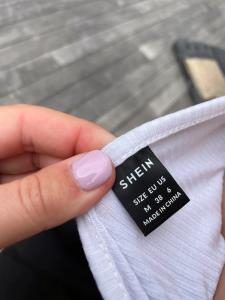 SHEIN
SIZE EU US
M 38 6
MADE IN CHINA